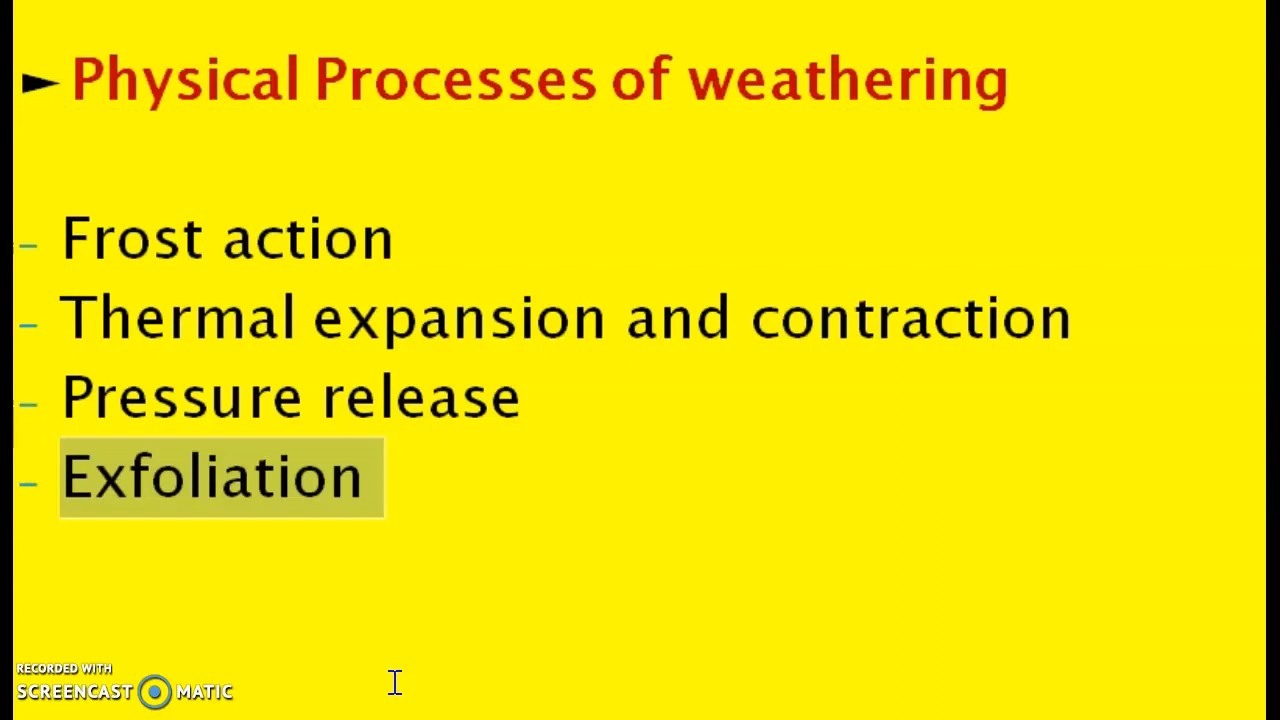 ► Physical Processes of weathering
– Frost action
– Thermal expansion and contraction
– Pressure release
– Exfoliation
RECORDED WITH
SCREENCAST MATIC